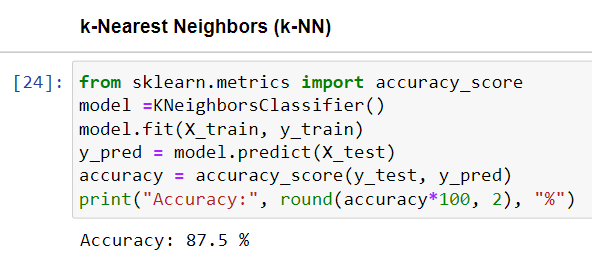 k-Nearest Neighbors (k-NN)
[24]: from sklearn.metrics import accuracy_score
model =KNeighborsClassifier()
model.fit(X_train, y_train)
y_pred = model.predict(X_test)
accuracy = accuracy_score(y_test, y_pred)
print("Accuracy:", round(accuracy*100, 2), "%")
Accuracy: 87.5 %